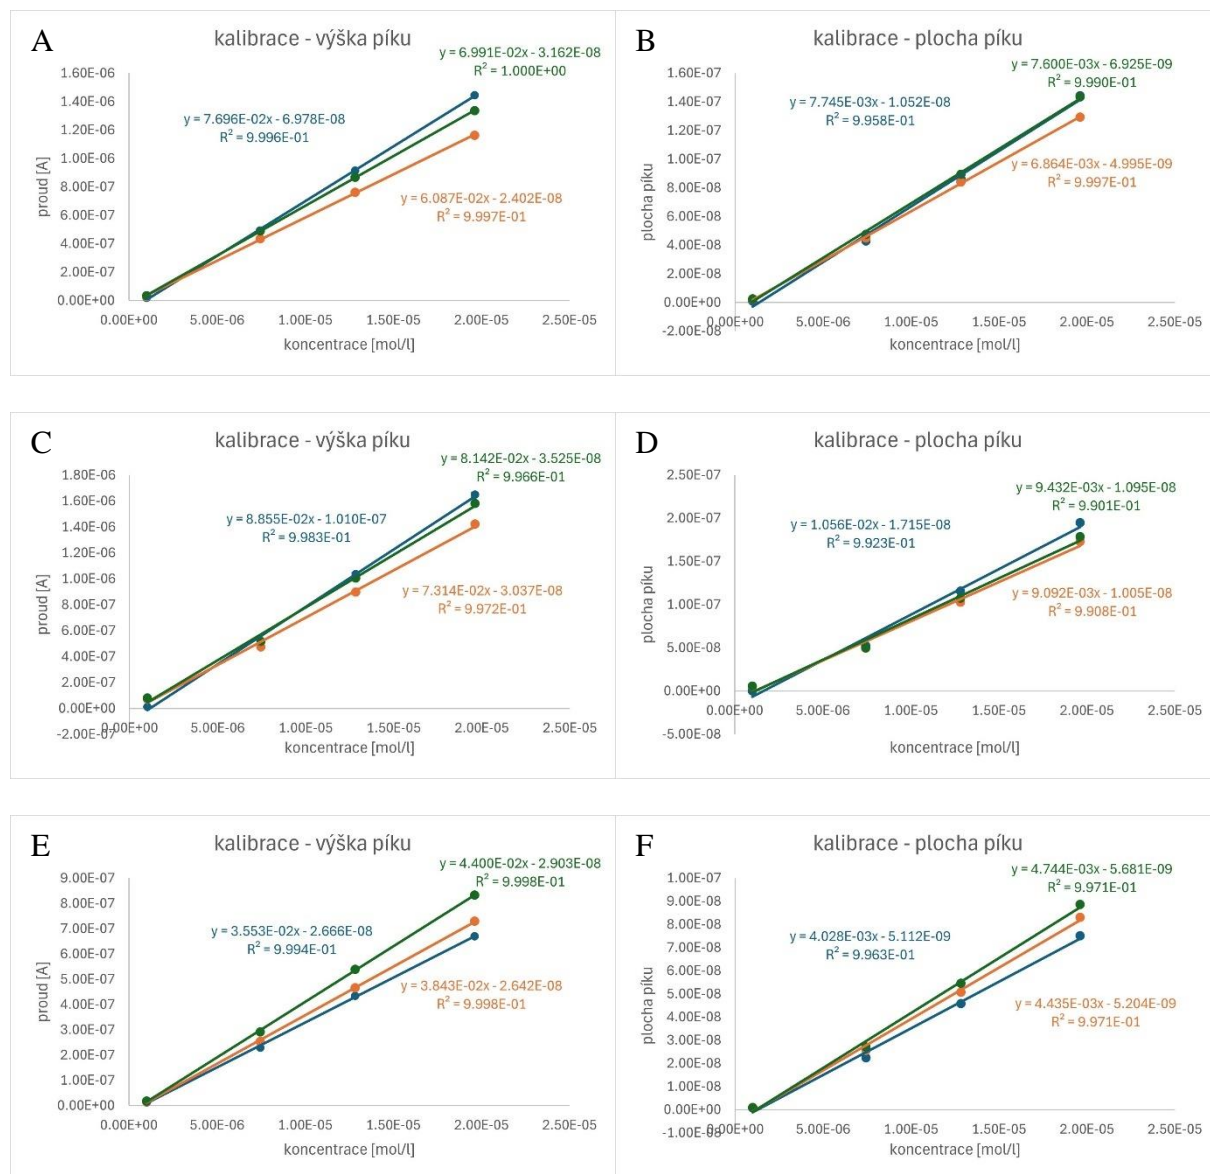 A
kalibrace - výška píku
y = 6.991E-02x - 3.162E-08
R² = 1.000E+00
y = 7.696E-02x - 6.978E-08
R² = 9.996E-01
y = 6.087E-02x - 2.402E-08
R² = 9.997E-01
proud [A]
1.60E-06
1.40E-06
1.20E-06
1.00E-06
8.00E-07
6.00E-07
4.00E-07
2.00E-07
0.00E+00
0.00E+00 5.00E-06 1.00E-05 1.50E-05 2.00E-05 2.50E-05
koncentrace [mol/l]
B
kalibrace - plocha píku
y = 7.600E-03x - 6.925E-09
R² = 9.990E-01
y = 7.745E-03x - 1.052E-08
R² = 9.958E-01
y = 6.864E-03x - 4.995E-09
R² = 9.997E-01
plocha píku
1.60E-07
1.40E-07
1.20E-07
1.00E-07
8.00E-08
6.00E-08
4.00E-08
2.00E-08
0.00E+00
-2.00E-08
0.00E+00 5.00E-06 1.00E-05 1.50E-05 2.00E-05 2.50E-05
koncentrace [mol/l]
C
kalibrace - výška píku
y = 8.142E-02x - 3.525E-08
R² = 9.966E-01
y = 8.855E-02x - 1.010E-07
R² = 9.983E-01
y = 7.314E-02x - 3.037E-08
R² = 9.972E-01
proud [A]
1.80E-06
1.60E-06
1.40E-06
1.20E-06
1.00E-06
8.00E-07
6.00E-07
4.00E-07
2.00E-07
0.00E+00
-2.00E-07
0.00E+00 5.00E-06 1.00E-05 1.50E-05 2.00E-05 2.50E-05
koncentrace [mol/l]
D
kalibrace - plocha píku
y = 9.432E-03x - 1.095E-08
R² = 9.901E-01
y = 1.056E-02x - 1.715E-08
R² = 9.923E-01
y = 9.092E-03x - 1.005E-08
R² = 9.908E-01
plocha píku
2.50E-07
2.00E-07
1.50E-07
1.00E-07
5.00E-08
0.00E+00
-5.00E-08
0.00E+00 5.00E-06 1.00E-05 1.50E-05 2.00E-05 2.50E-05
koncentrace [mol/l]
E
kalibrace - výška píku
y = 4.400E-02x - 2.903E-08
R² = 9.998E-01
y = 3.553E-02x - 2.666E-08
R² = 9.994E-01
y = 3.843E-02x - 2.642E-08
R² = 9.998E-01
proud [A]
9.00E-07
8.00E-07
7.00E-07
6.00E-07
5.00E-07
4.00E-07
3.00E-07
2.00E-07
1.00E-07
0.00E+00
0.00E+00 5.00E-06 1.00E-05 1.50E-05 2.00E-05 2.50E-05
koncentrace [mol/l]
F
kalibrace - plocha píku
y = 4.744E-03x - 5.681E-09
R² = 9.971E-01
y = 4.028E-03x - 5.112E-09
R² = 9.963E-01
y = 4.435E-03x - 5.204E-09
R² = 9.971E-01
plocha píku
1.00E-07
9.00E-08
8.00E-08
7.00E-08
6.00E-08
5.00E-08
4.00E-08
3.00E-08
2.00E-08
1.00E-08
0.00E+00
-1.00E-08
0.00E+00 5.00E-06 1.00E-05 1.50E-05 2.00E-05 2.50E-05
koncentrace [mol/l]